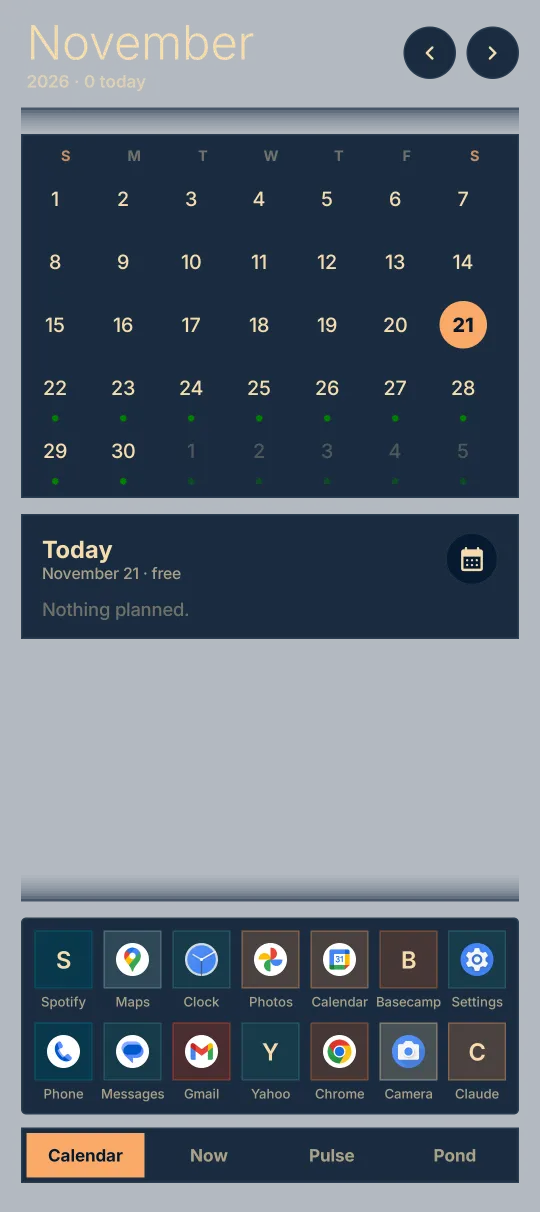 November
2026 · 0 today
S M T W T F S
1 2 3 4 5 6 7
8 9 10 11 12 13 14
15 16 17 18 19 20 21
22 23 24 25 26 27 28
29 30 1 2 3 4 5
Today
November 21 · free
Nothing planned.
S 31 B
Spotify Maps Clock Photos Calendar Basecamp Settings
Y C
Phone Messages Gmail Yahoo Chrome Camera Claude
Calendar Now Pulse Pond